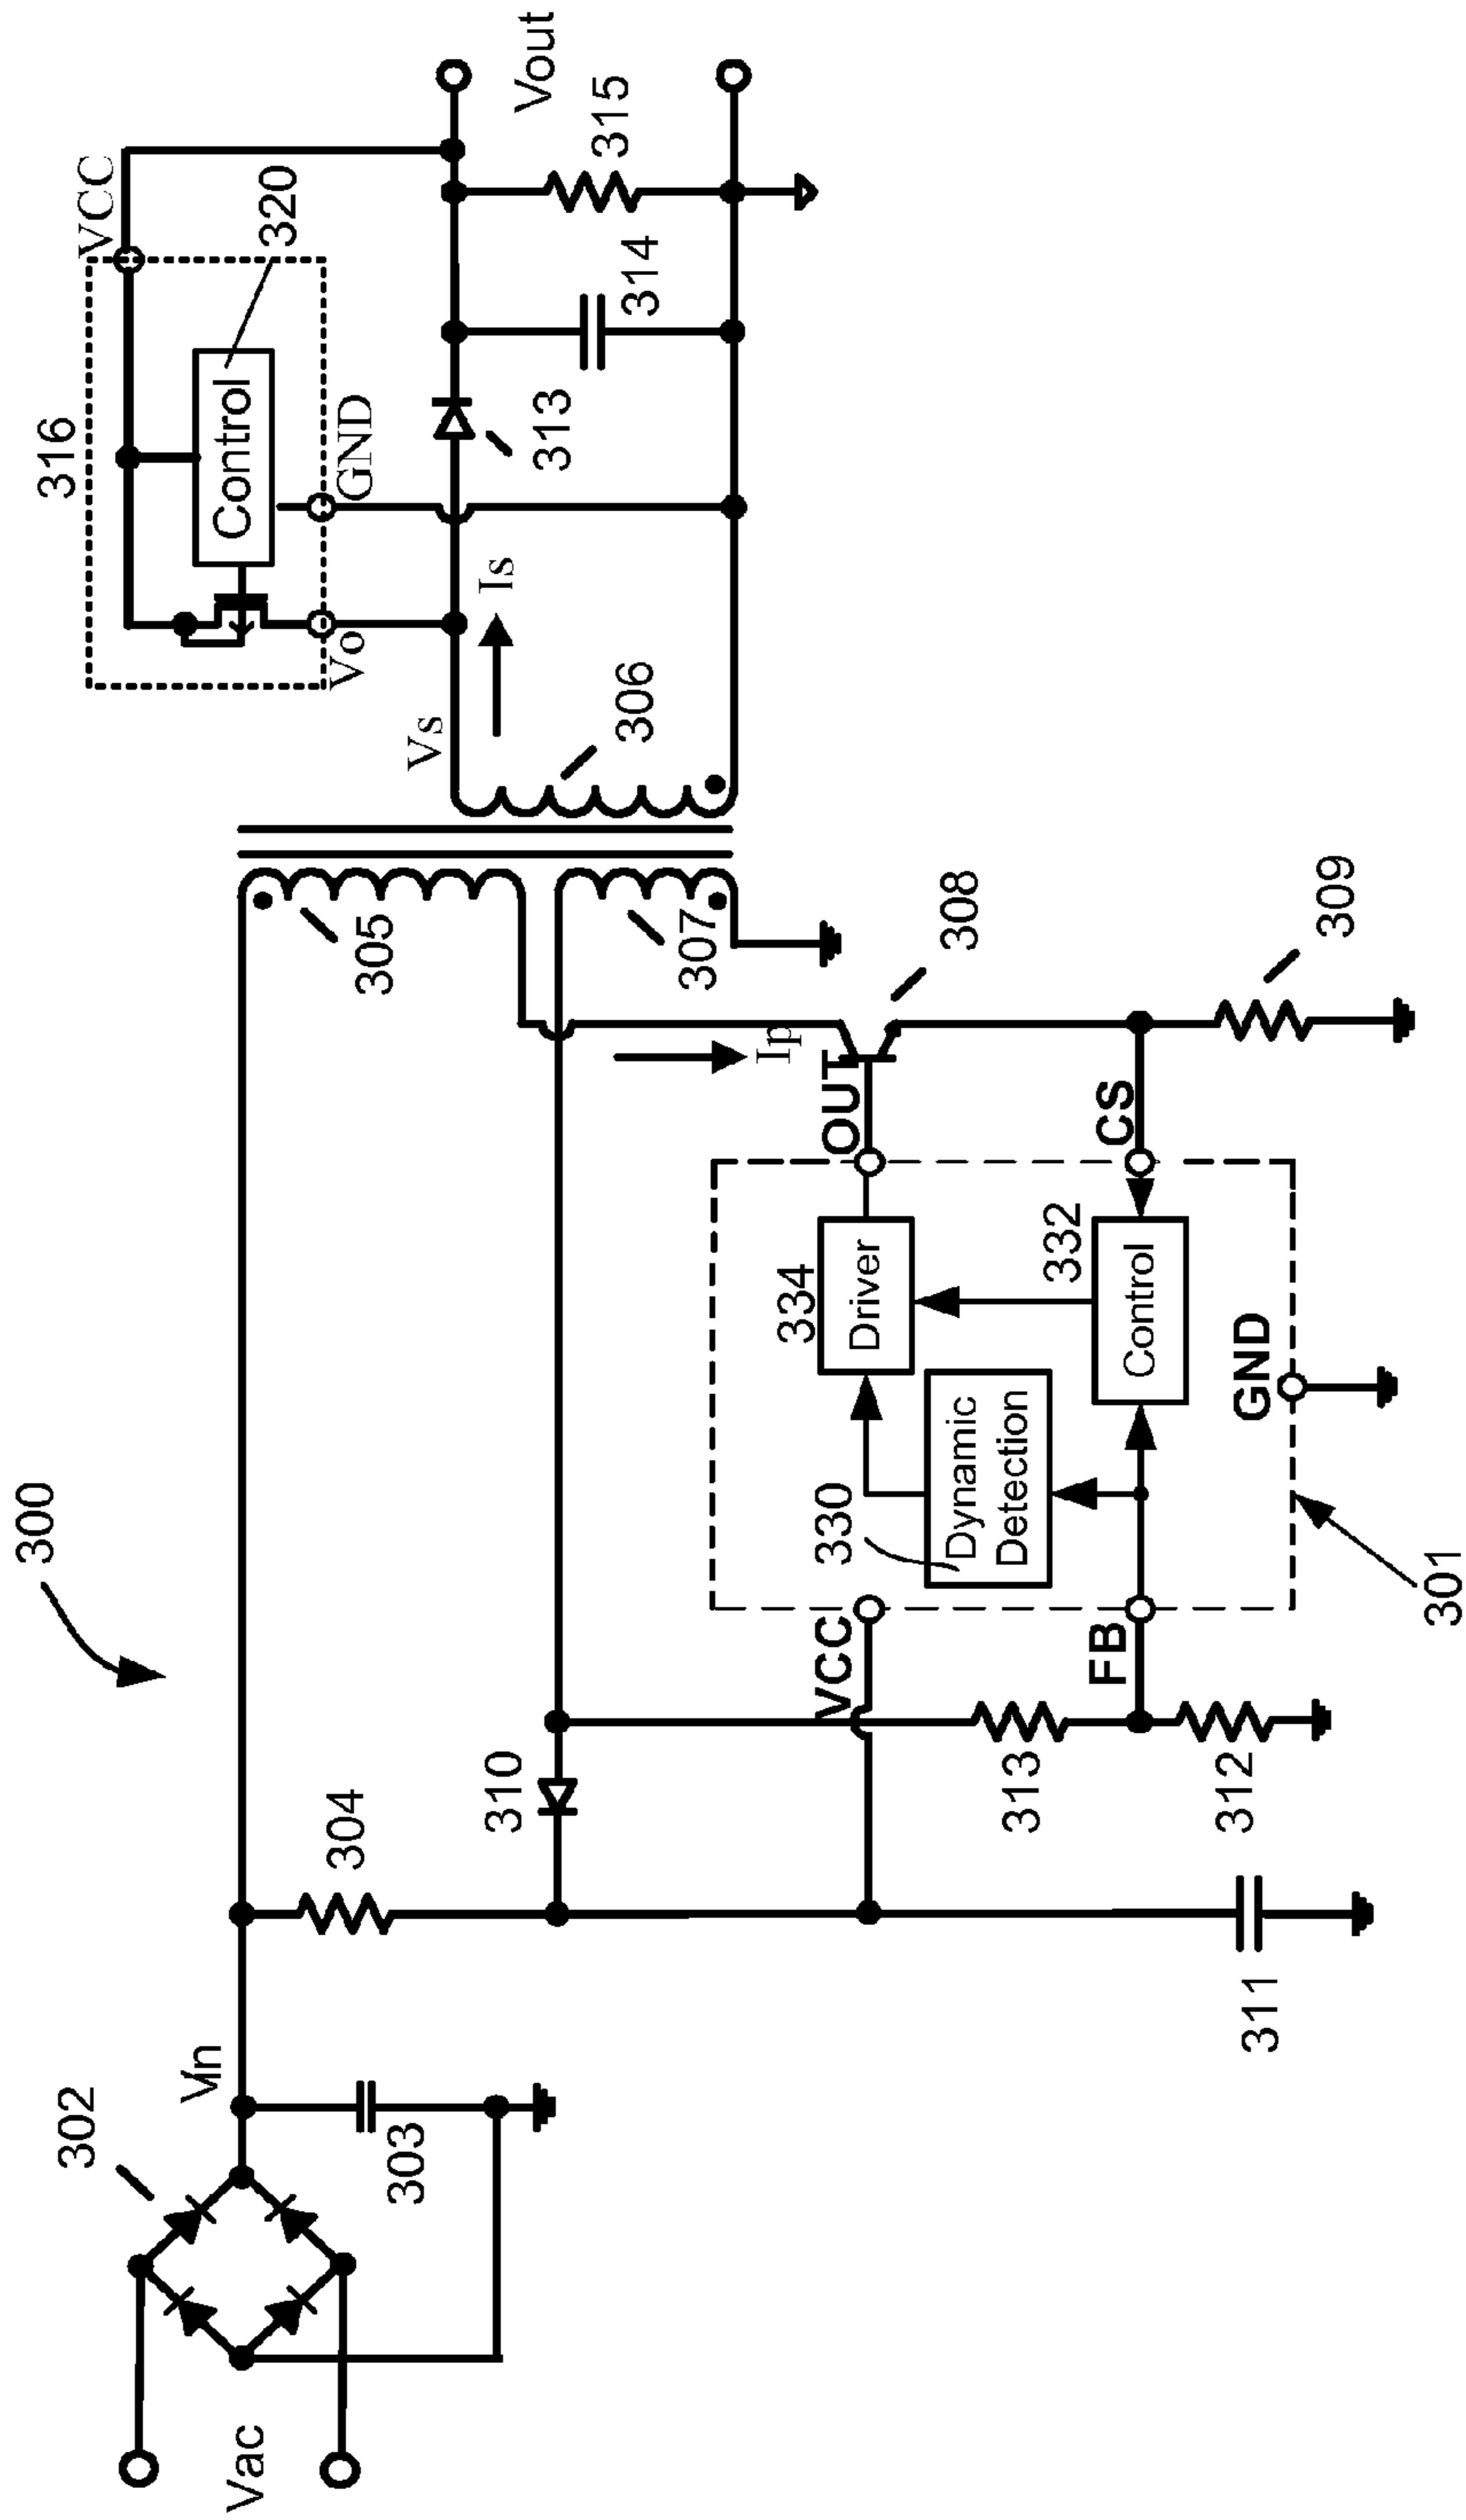 300
316
VCC
320
Control
GND
Vo
Vs
Is
306
313
314
315
Vout
302
Vin
Vac
303
304
305
307
310
Ip
308
309
OUT
CS
334
Driver
332
Control
330
Dynamic
Detection
VCC
FB
GND
301
313
312
311